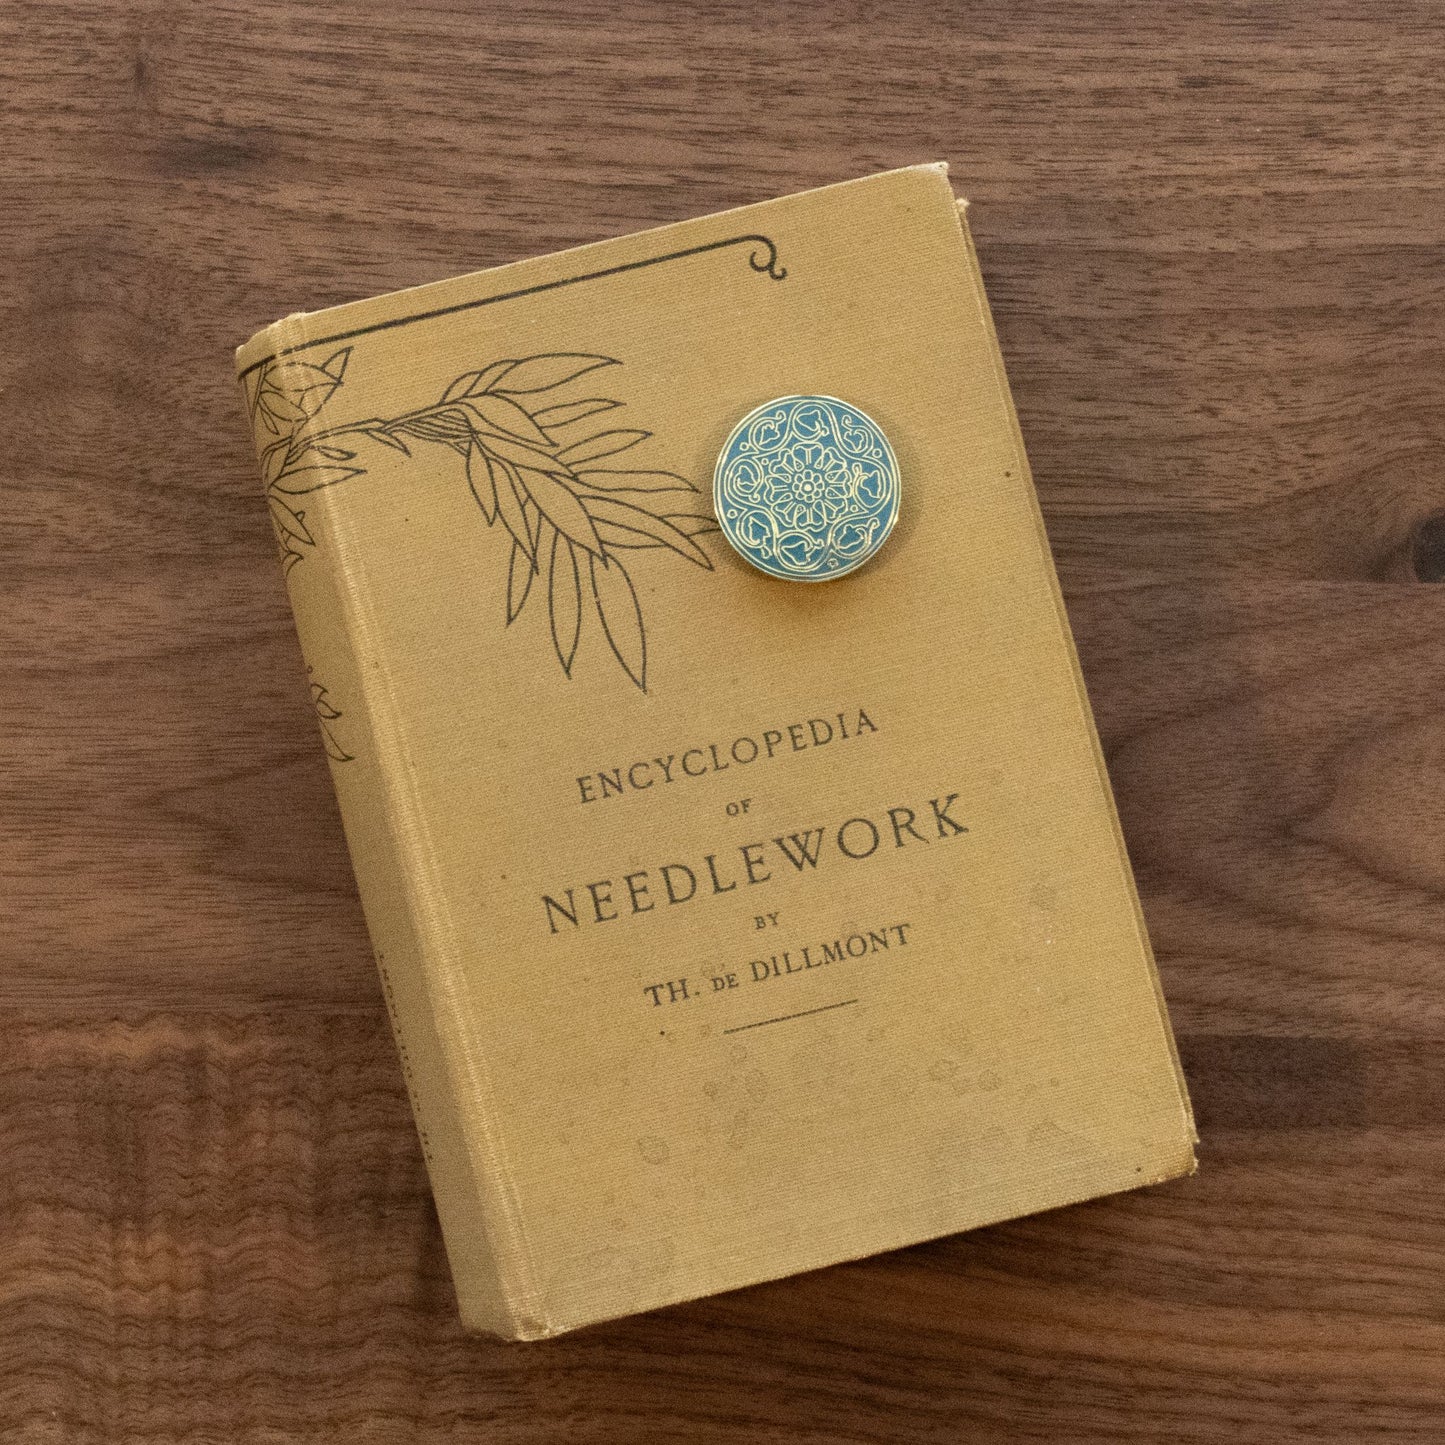 ENCYCLOPEDIA
OF
NEEDLEWORK
BY
TH. DE DILLMONT